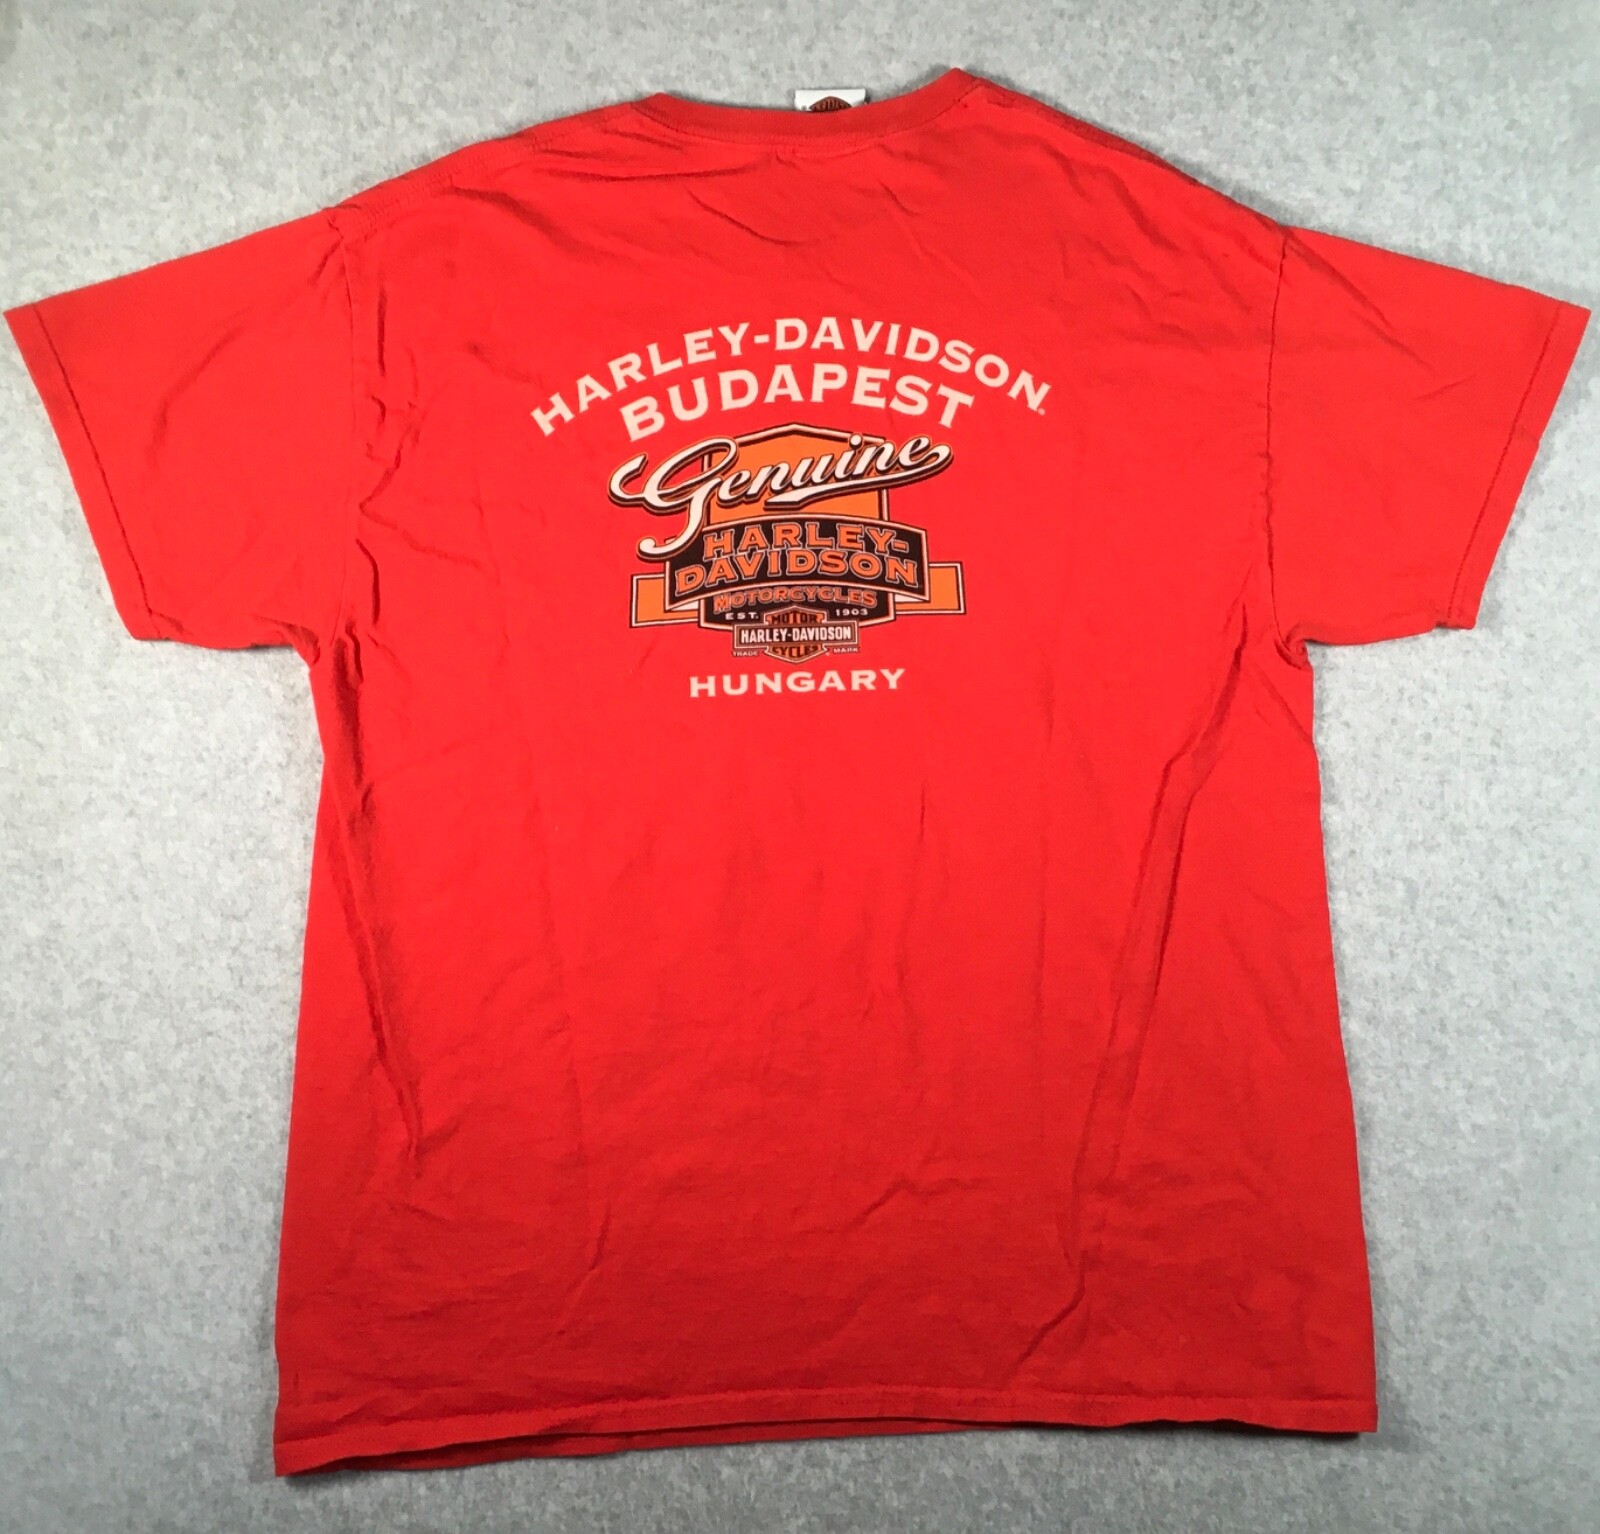 HARLEY-DAVIDSON
BUDAPEST
Genuine
HARLEY-
DAVIDSON
MOTORCYCLES
EST. 1903
MOTOR
HARLEY-DAVIDSON
CYCLES
TRADE MARK
HUNGARY